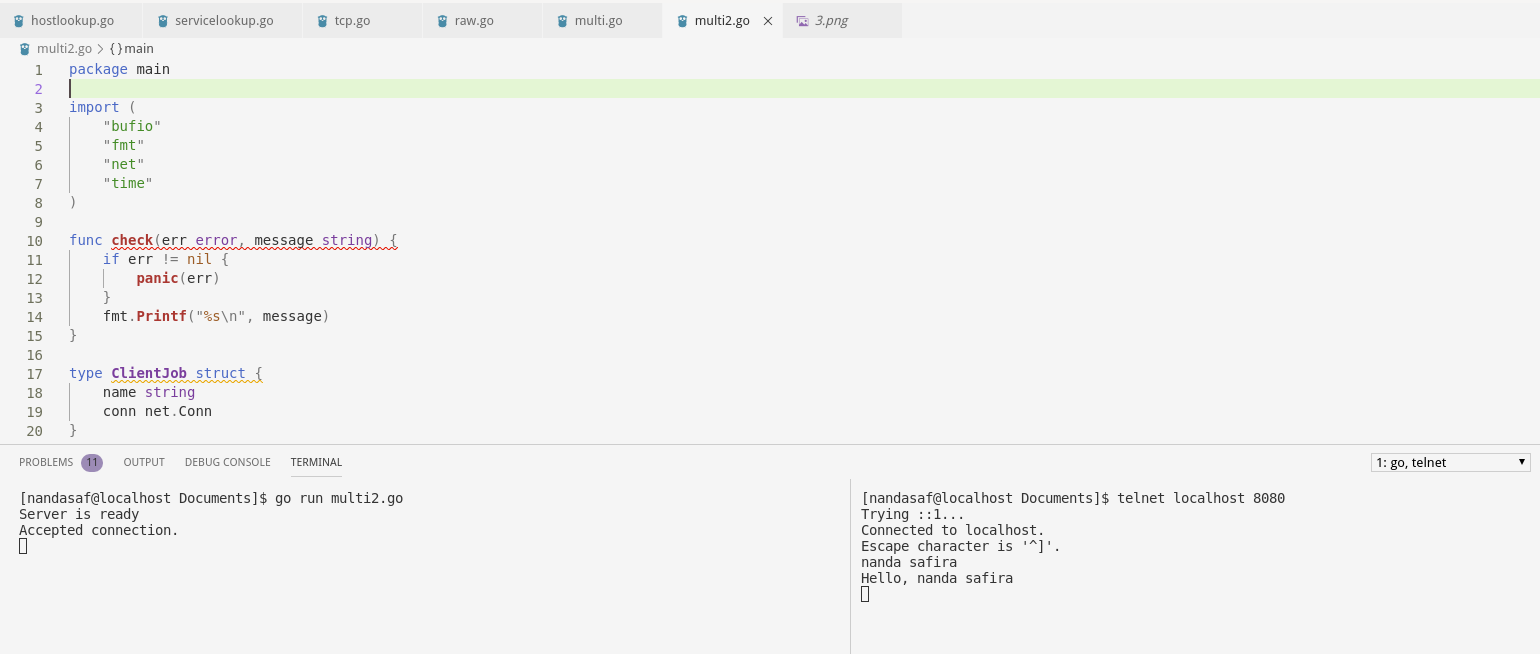 hostlookup.go servicelookup.go tcp.go raw.go multi.go multi2.go 3.png
multi2.go > {} main
1 package main
2
3 import (
4 "bufio"
5 "fmt"
6 "net"
7 "time"
8 )
9
10 func check(err error, message string) {
11 if err != nil {
12 panic(err)
13 }
14 fmt.Printf("%s\n", message)
15 }
16
17 type ClientJob struct {
18 name string
19 conn net.Conn
20 }
PROBLEMS 11 OUTPUT DEBUG CONSOLE TERMINAL 1: go, telnet
[nandasaf@localhost Documents]$ go run multi2.go
Server is ready
Accepted connection.
[nandasaf@localhost Documents]$ telnet localhost 8080
Trying ::1...
Connected to localhost.
Escape character is '^]'.
nanda safira
Hello, nanda safira